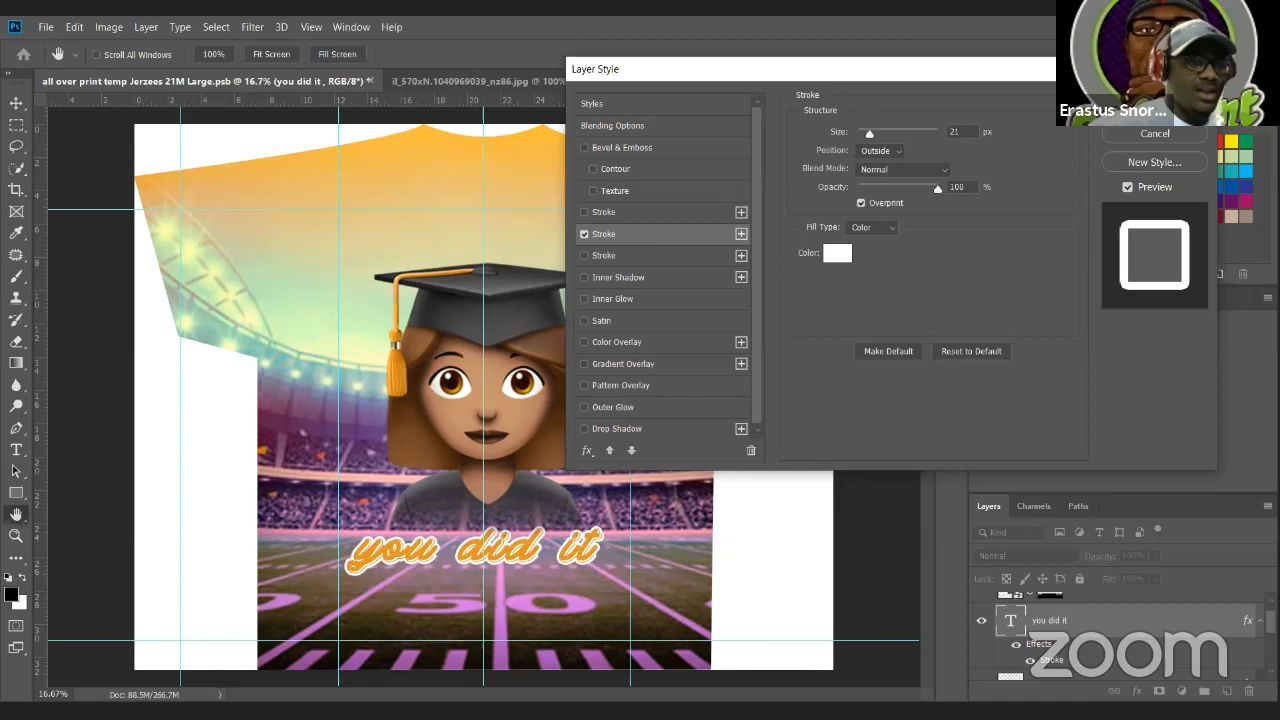 Ps File Edit Image Layer Type Select Filter 3D View Window Help
Scroll All Windows 100% Fit Screen Fill Screen
all over print temp Jerzees 21M Large.psb @ 16.7% (you did it , RGB/8*) * il_570xN.1040969039_nz86.jpg @ 100%
Erastus Snor...
Layer Style
Styles
Blending Options
Bevel & Emboss
Contour
Texture
Stroke
Stroke
Stroke
Inner Shadow
Inner Glow
Satin
Color Overlay
Gradient Overlay
Pattern Overlay
Outer Glow
Drop Shadow
fx
Stroke
Structure
Size: 21 px
Position: Outside
Blend Mode: Normal
Opacity: 100 %
Overprint
Fill Type: Color
Color:
Make Default Reset to Default
Cancel
New Style...
Preview
you did it
50
Layers Channels Paths
Kind
Normal Opacity: 100%
Lock: Fill: 100%
T you did it fx
Effects
Stroke
zoom
16.67% Doc: 88.5M/266.7M